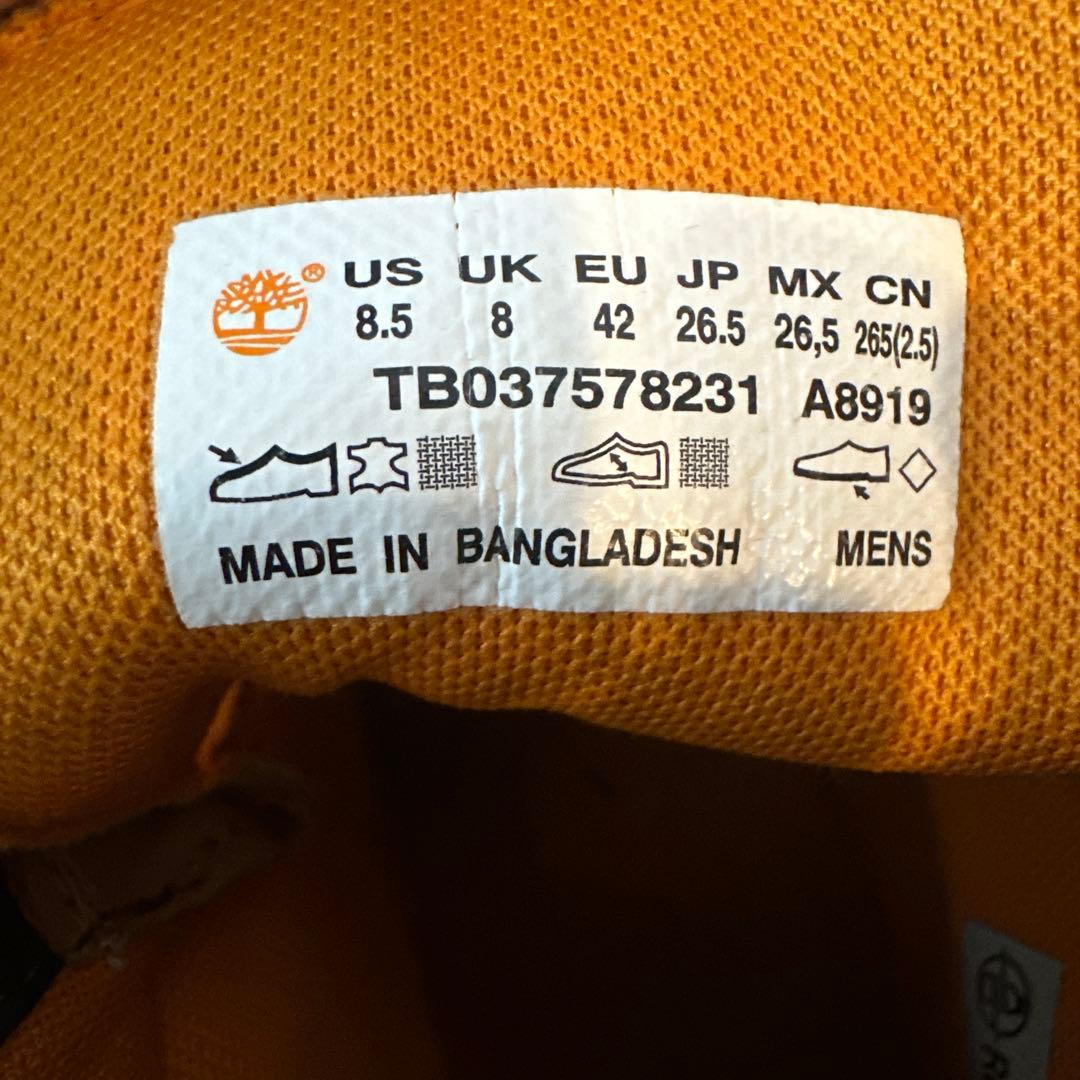 ® US UK EU JP MX CN
8.5 8 42 26.5 26,5 265(2.5)
TB037578231 A8919
MADE IN BANGLADESH MENS